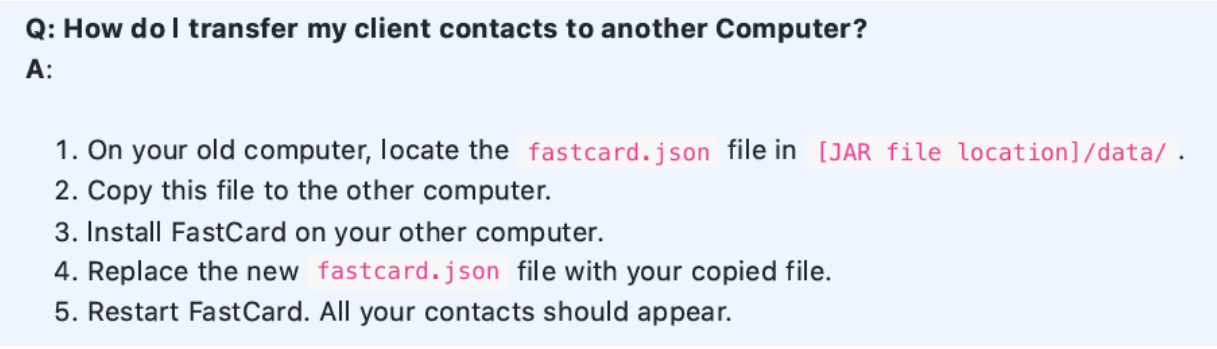 Q: How do I transfer my client contacts to another Computer?
A:
1. On your old computer, locate the fastcard.json file in [JAR file location]/data/ .
2. Copy this file to the other computer.
3. Install FastCard on your other computer.
4. Replace the new fastcard.json file with your copied file.
5. Restart FastCard. All your contacts should appear.